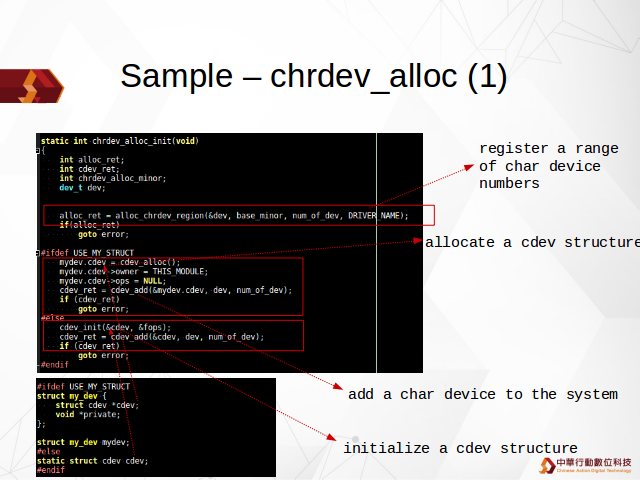 Sample – chrdev_alloc (1)
static int chrdev_alloc_init(void)
{
int alloc_ret;
int cdev_ret;
int chrdev_alloc_minor;
dev_t dev;
alloc_ret = alloc_chrdev_region(&dev, base_minor, num_of_dev, DRIVER_NAME);
if(alloc_ret)
goto error;
#ifdef USE_MY_STRUCT
mydev.cdev = cdev_alloc();
mydev.cdev->owner = THIS_MODULE;
mydev.cdev->ops = NULL;
cdev_ret = cdev_add(&mydev.cdev, dev, num_of_dev);
if (cdev_ret)
goto error;
#else
cdev_init(&cdev, &fops);
cdev_ret = cdev_add(&cdev, dev, num_of_dev);
if (cdev_ret)
goto error;
#endif
register a range
of char device
numbers
allocate a cdev structure
add a char device to the system
initialize a cdev structure
#ifdef USE_MY_STRUCT
struct my_dev {
struct cdev *cdev;
void *private;
};
struct my_dev mydev;
#else
static struct cdev cdev;
#endif
中華行動數位科技
Chinese Action Digital Technology